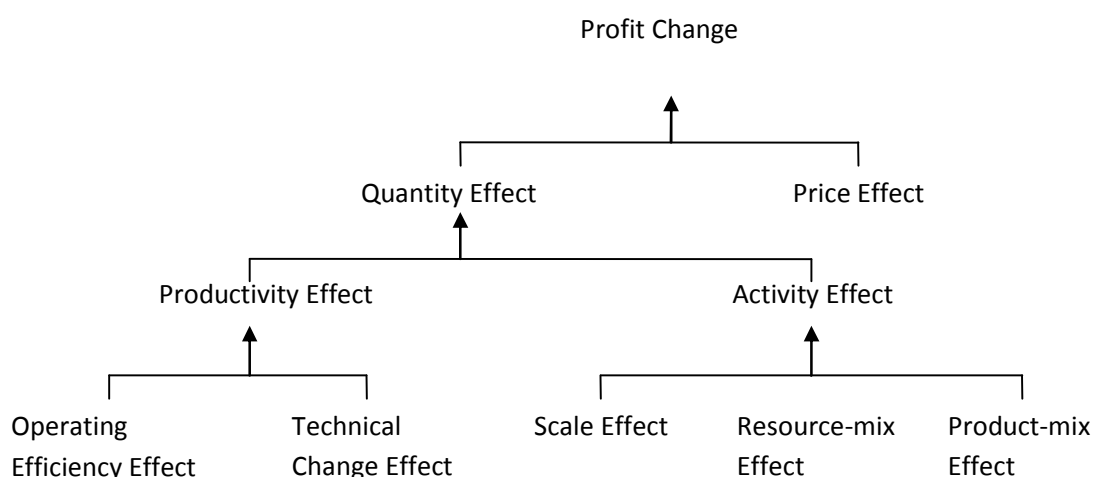 Profit Change
Quantity Effect
Price Effect
Productivity Effect
Activity Effect
Operating
Efficiency Effect
Technical
Change Effect
Scale Effect
Resource-mix
Effect
Product-mix
Effect